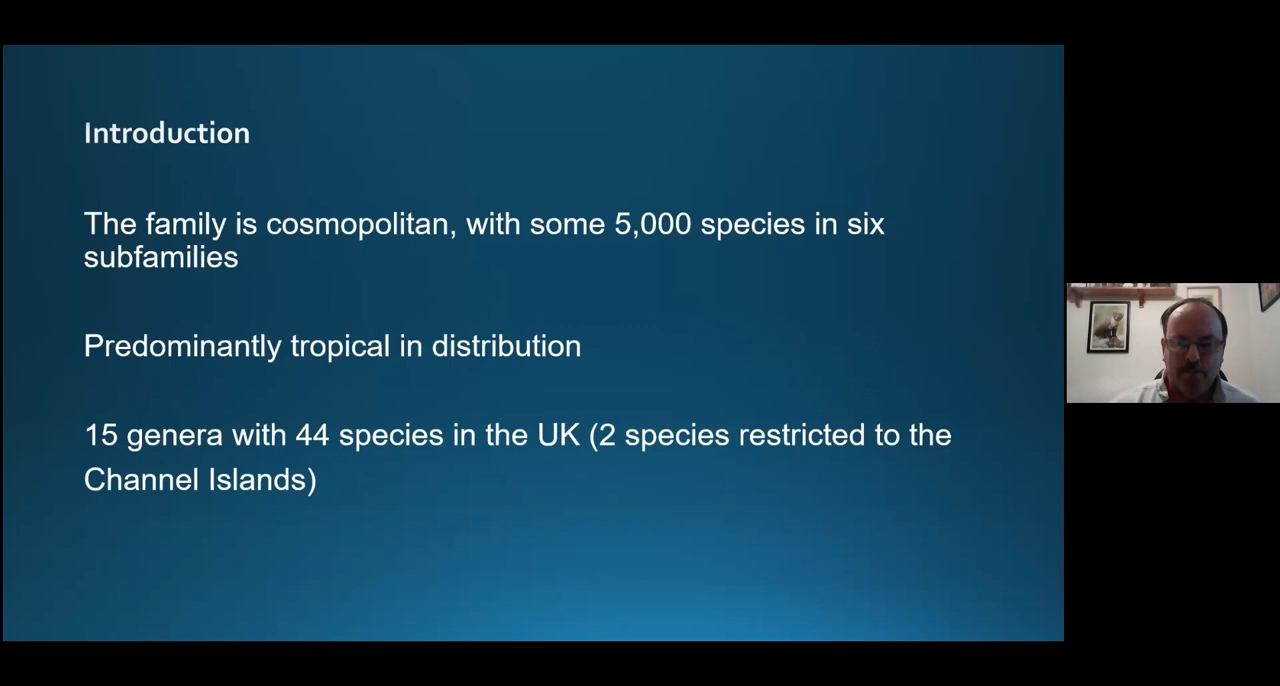 Introduction
The family is cosmopolitan, with some 5,000 species in six
subfamilies
Predominantly tropical in distribution
15 genera with 44 species in the UK (2 species restricted to the
Channel Islands)